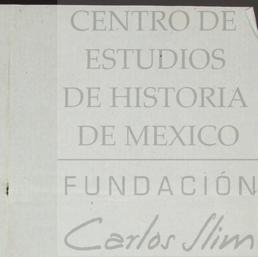 CENTRO DE
ESTUDIOS
DE HISTORIA
DE MEXICO
FUNDACIÓN
Carlos Slim